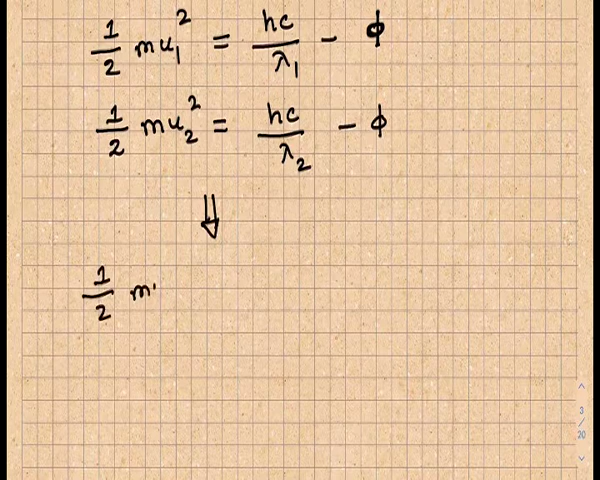 1/2 mu₁² = hc/λ₁ - ϕ
1/2 mu₂² = hc/λ₂ - ϕ
⇓
1/2 m
3/20